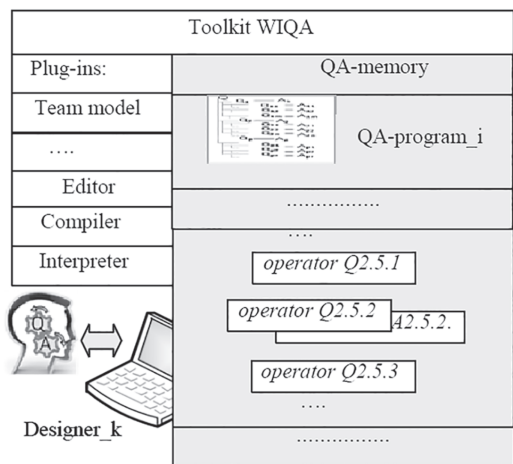 Toolkit WIQA
Plug-ins:
QA-memory
Team model
QA-program_i
....
Editor
................
Compiler
....
Interpreter
operator Q2.5.1
operator Q2.5.2
A2.5.2.
Q
A
operator Q2.5.3
....
Designer_k
................